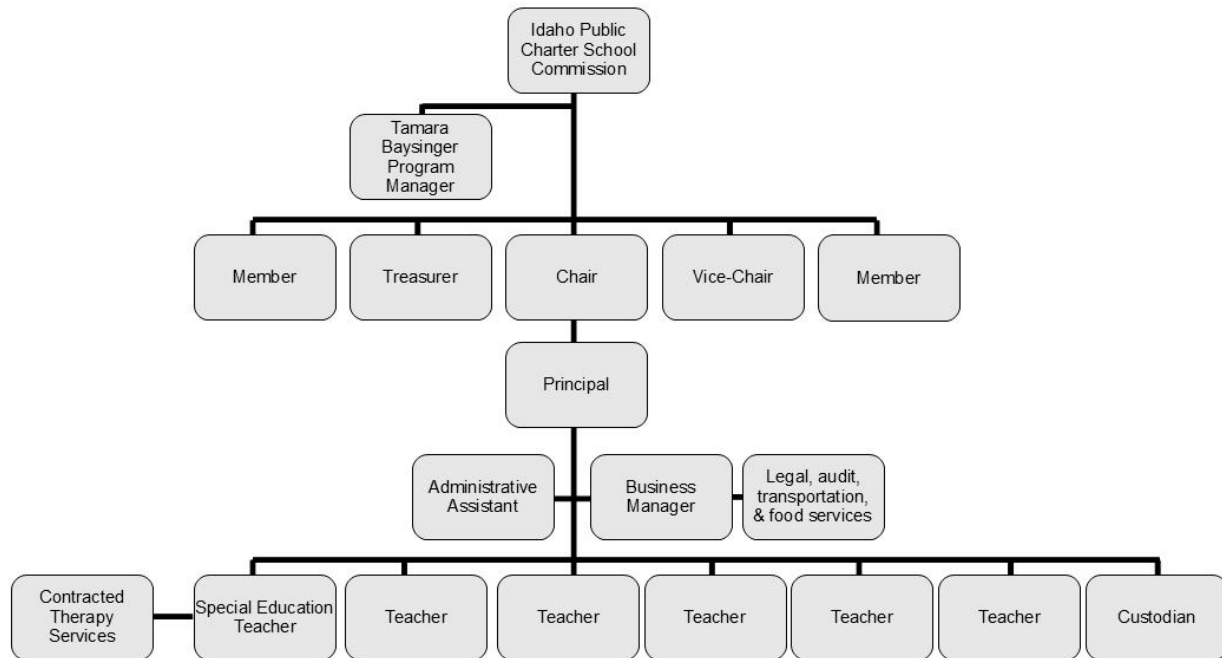 Idaho Public
Charter School
Commission
Tamara
Baysinger
Program
Manager
Member
Treasurer
Chair
Vice-Chair
Member
Principal
Administrative
Assistant
Business
Manager
Legal, audit,
transportation,
& food services
Contracted
Therapy
Services
Special Education
Teacher
Teacher
Teacher
Teacher
Teacher
Teacher
Custodian